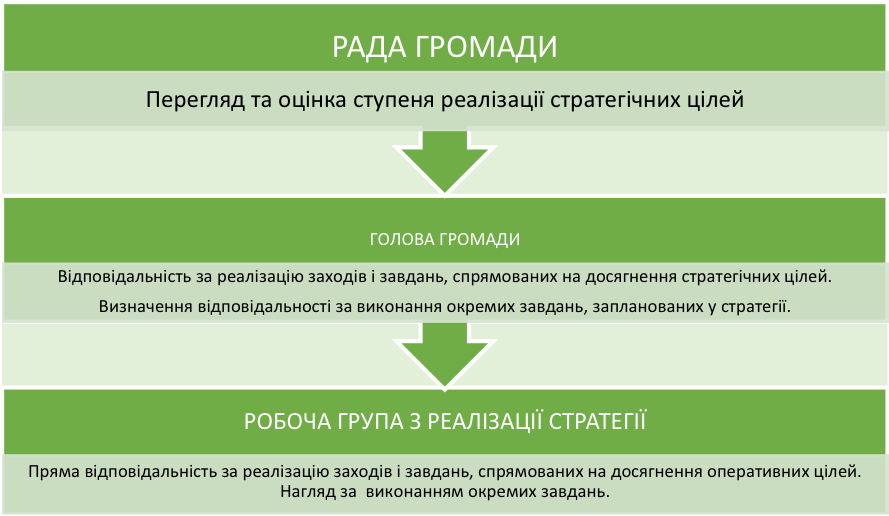 РАДА ГРОМАДИ
Перегляд та оцінка ступеня реалізації стратегічних цілей
ГОЛОВА ГРОМАДИ
Відповідальність за реалізацію заходів і завдань, спрямованих на досягнення стратегічних цілей.
Визначення відповідальності за виконання окремих завдань, запланованих у стратегії.
РОБОЧА ГРУПА З РЕАЛІЗАЦІЇ СТРАТЕГІЇ
Пряма відповідальність за реалізацію заходів і завдань, спрямованих на досягнення оперативних цілей.
Нагляд за  виконанням окремих завдань.